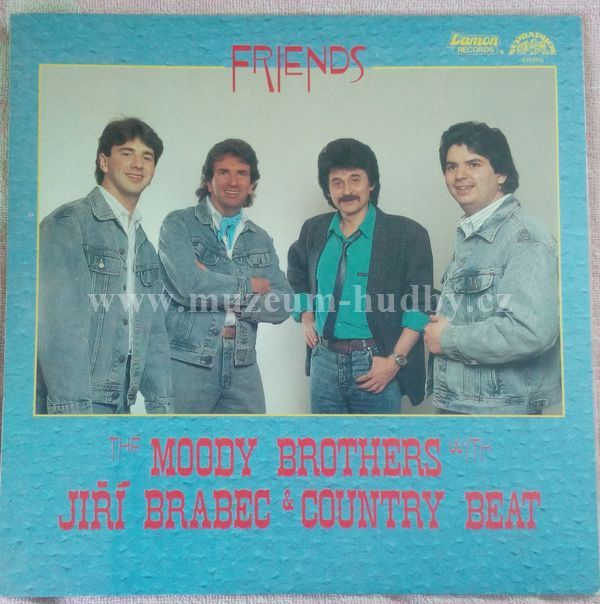 FRIENDS
Lamon
RECORDS
SUPRAPHON
STEREO
www.muzeum-hudby.cz
THE MOODY BROTHERS WITH
JIŘÍ BRABEC & COUNTRY BEAT